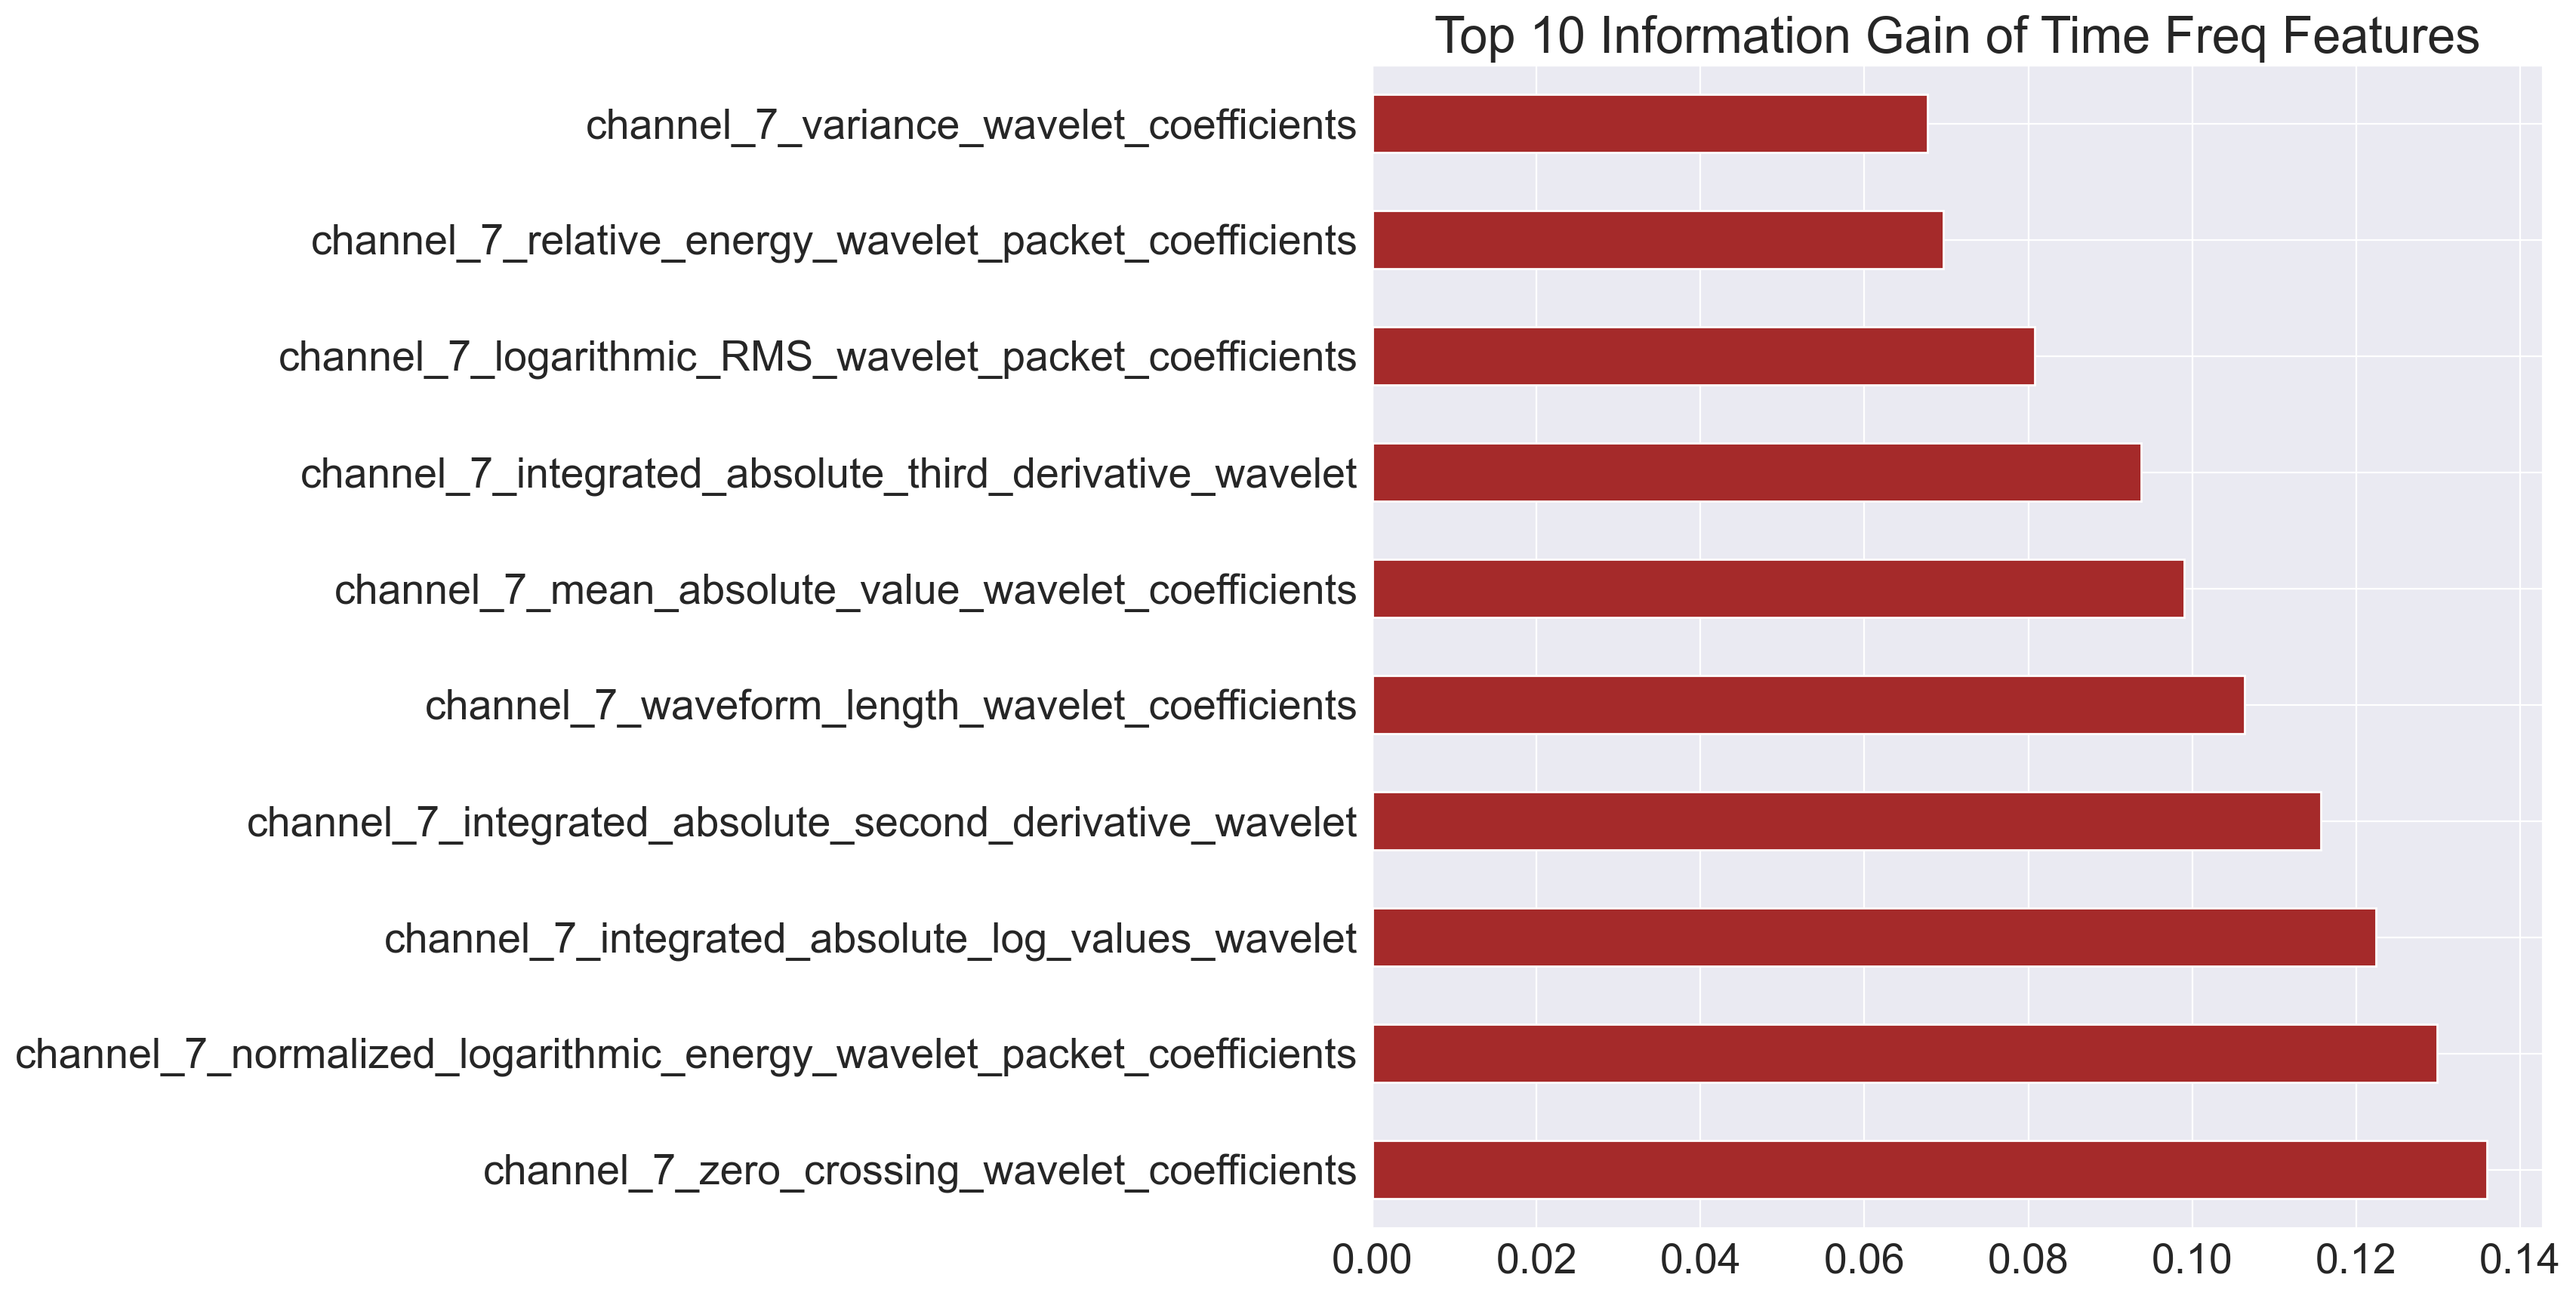 Top 10 Information Gain of Time Freq Features
channel_7_variance_wavelet_coefficients
channel_7_relative_energy_wavelet_packet_coefficients
channel_7_logarithmic_RMS_wavelet_packet_coefficients
channel_7_integrated_absolute_third_derivative_wavelet
channel_7_mean_absolute_value_wavelet_coefficients
channel_7_waveform_length_wavelet_coefficients
channel_7_integrated_absolute_second_derivative_wavelet
channel_7_integrated_absolute_log_values_wavelet
channel_7_normalized_logarithmic_energy_wavelet_packet_coefficients
channel_7_zero_crossing_wavelet_coefficients
0.00 0.02 0.04 0.06 0.08 0.10 0.12 0.14